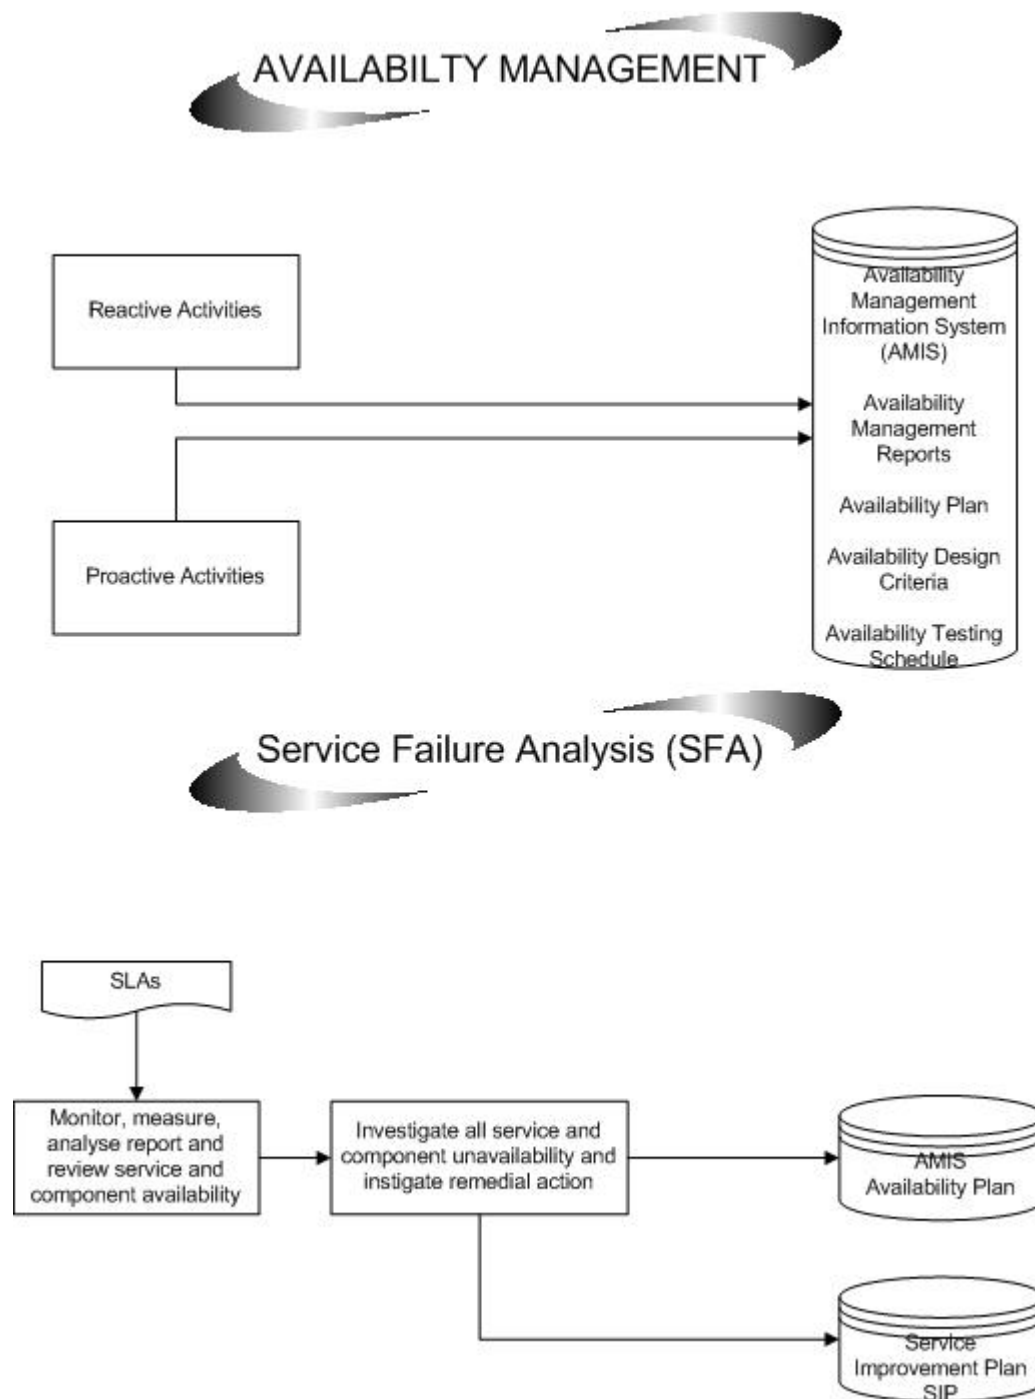 AVAILABILTY MANAGEMENT
Reactive Activities
Proactive Activities
Availability
Management
Information System
(AMIS)
Availability
Management
Reports
Availability Plan
Availability Design
Criteria
Availability Testing
Schedule
Service Failure Analysis (SFA)
SLAs
Monitor, measure,
analyse report and
review service and
component availability
Investigate all service and
component unavailability and
instigate remedial action
AMIS
Availability Plan
Service
Improvement Plan
SIP